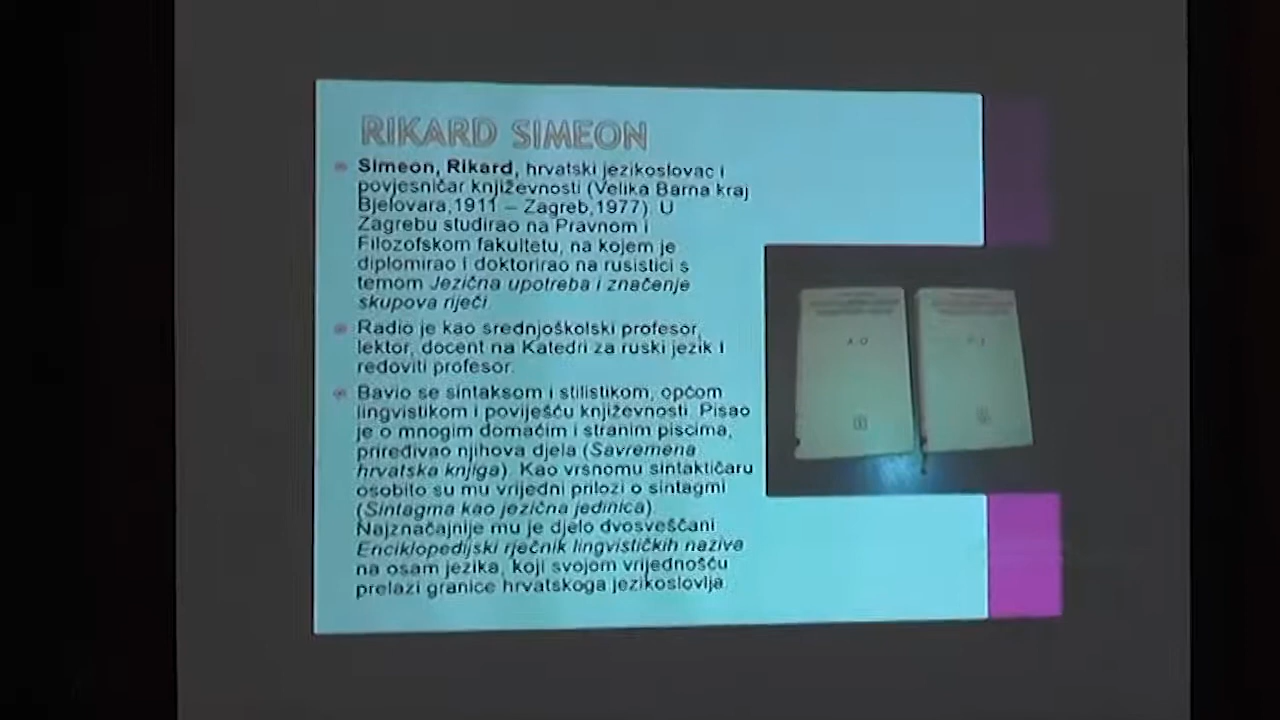 RIKARD SIMEON
Simeon, Rikard, hrvatski jezikoslovac i
povjesničar književnosti (Velika Barna kraj
Bjelovara,1911 – Zagreb,1977). U
Zagrebu studirao na Pravnom i
Filozofskom fakultetu, na kojem je
diplomirao i doktorirao na rusistici s
temom Jezična upotreba i značenje
skupova riječi.
Radio je kao srednjoškolski profesor,
lektor, docent na Katedri za ruski jezik i
redoviti profesor.
Bavio se sintaksom i stilistikom, općom
lingvistikom i poviješću književnosti. Pisao
je o mnogim domaćim i stranim piscima,
priređivao njihova djela (Savremena
hrvatska knjiga). Kao vrsnomu sintaktičaru
osobito su mu vrijedni prilozi o sintagmi
(Sintagma kao jezična jedinica).
Najznačajnije mu je djelo dvosveščani
Enciklopedijski rječnik lingvističkih naziva
na osam jezika, koji svojom vrijednošću
prelazi granice hrvatskoga jezikoslovlja.